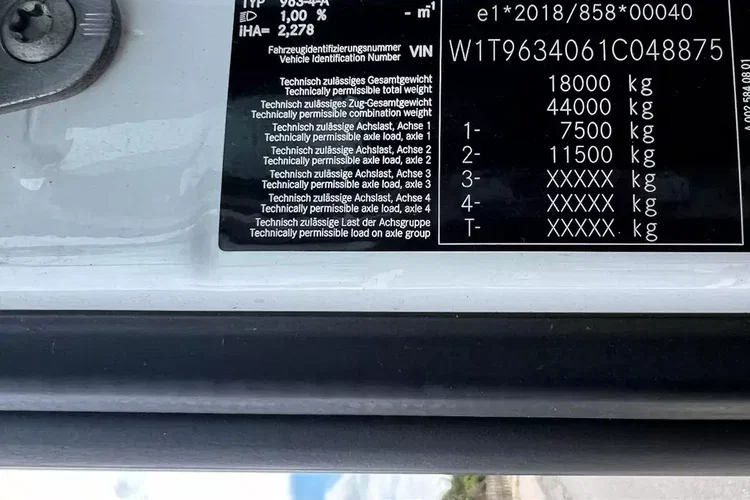 TYP 963-4-A
1,00 % - m⁻¹
iHA= 2,278
e1*2018/858*00040
Fahrzeugidentifizierungsnummer
Vehicle Identification Number VIN W1T9634061C048875
Technisch zulässiges Gesamtgewicht
Technically permissible total weight 18000 kg
Technisch zulässiges Zug-Gesamtgewicht
Technically permissible combination weight 44000 kg
Technisch zulässige Achslast, Achse 1
Technically permissible axle load, axle 1 1- 7500 kg
Technisch zulässige Achslast, Achse 2
Technically permissible axle load, axle 2 2- 11500 kg
Technisch zulässige Achslast, Achse 3
Technically permissible axle load, axle 3 3- XXXXX kg
Technisch zulässige Achslast, Achse 4
Technically permissible axle load, axle 4 4- XXXXX kg
Technisch zulässige Last der Achsgruppe
Technically permissible load on axle group T- XXXXX kg
A 002 584 08 01